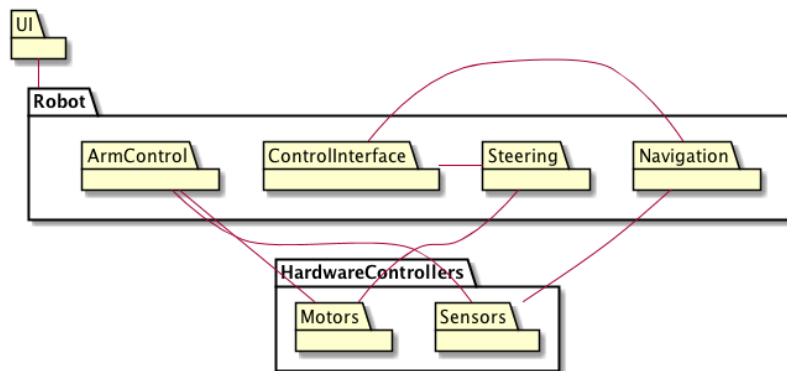 UI
Robot
ArmControl
ControlInterface
Steering
Navigation
HardwareControllers
Motors
Sensors